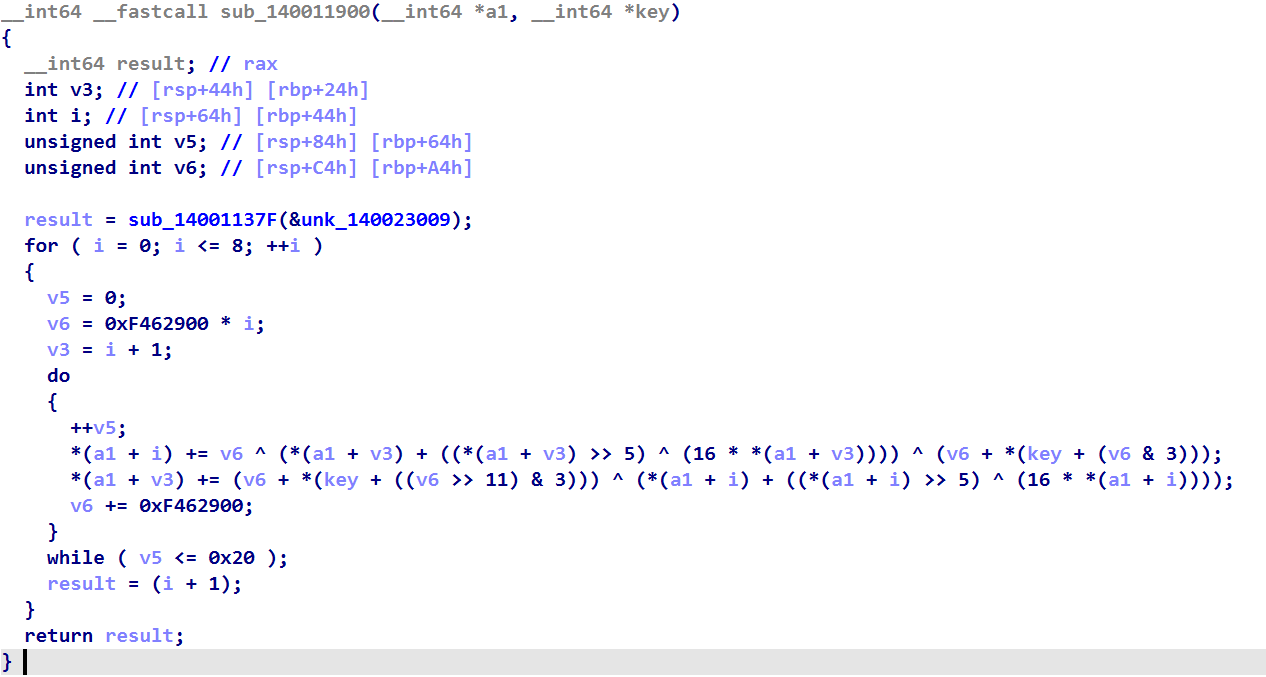 __int64 __fastcall sub_140011900(__int64 *a1, __int64 *key)
{
  __int64 result; // rax
  int v3; // [rsp+44h] [rbp+24h]
  int i; // [rsp+64h] [rbp+44h]
  unsigned int v5; // [rsp+84h] [rbp+64h]
  unsigned int v6; // [rsp+C4h] [rbp+A4h]

  result = sub_14001137F(&unk_140023009);
  for ( i = 0; i <= 8; ++i )
  {
    v5 = 0;
    v6 = 0xF462900 * i;
    v3 = i + 1;
    do
    {
      ++v5;
      *(a1 + i) += v6 ^ (*(a1 + v3) + ((*(a1 + v3) >> 5) ^ (16 * *(a1 + v3)))) ^ (v6 + *(key + (v6 & 3)));
      *(a1 + v3) += (v6 + *(key + ((v6 >> 11) & 3))) ^ (*(a1 + i) + ((*(a1 + i) >> 5) ^ (16 * *(a1 + i))));
      v6 += 0xF462900;
    }
    while ( v5 <= 0x20 );
    result = (i + 1);
  }
  return result;
}